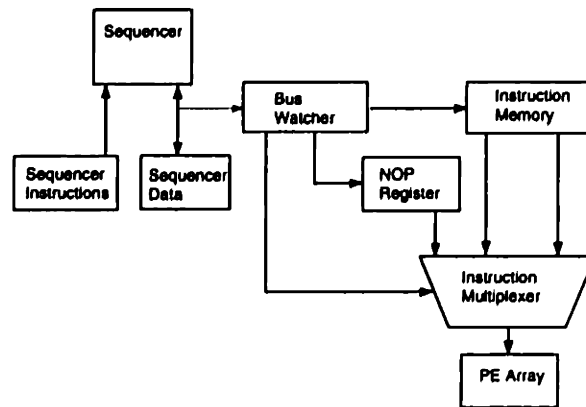 Sequencer
Bus
Watcher
Instruction
Memory
Sequencer
Instructions
Sequencer
Data
NOP
Register
Instruction
Multiplexer
PE Array